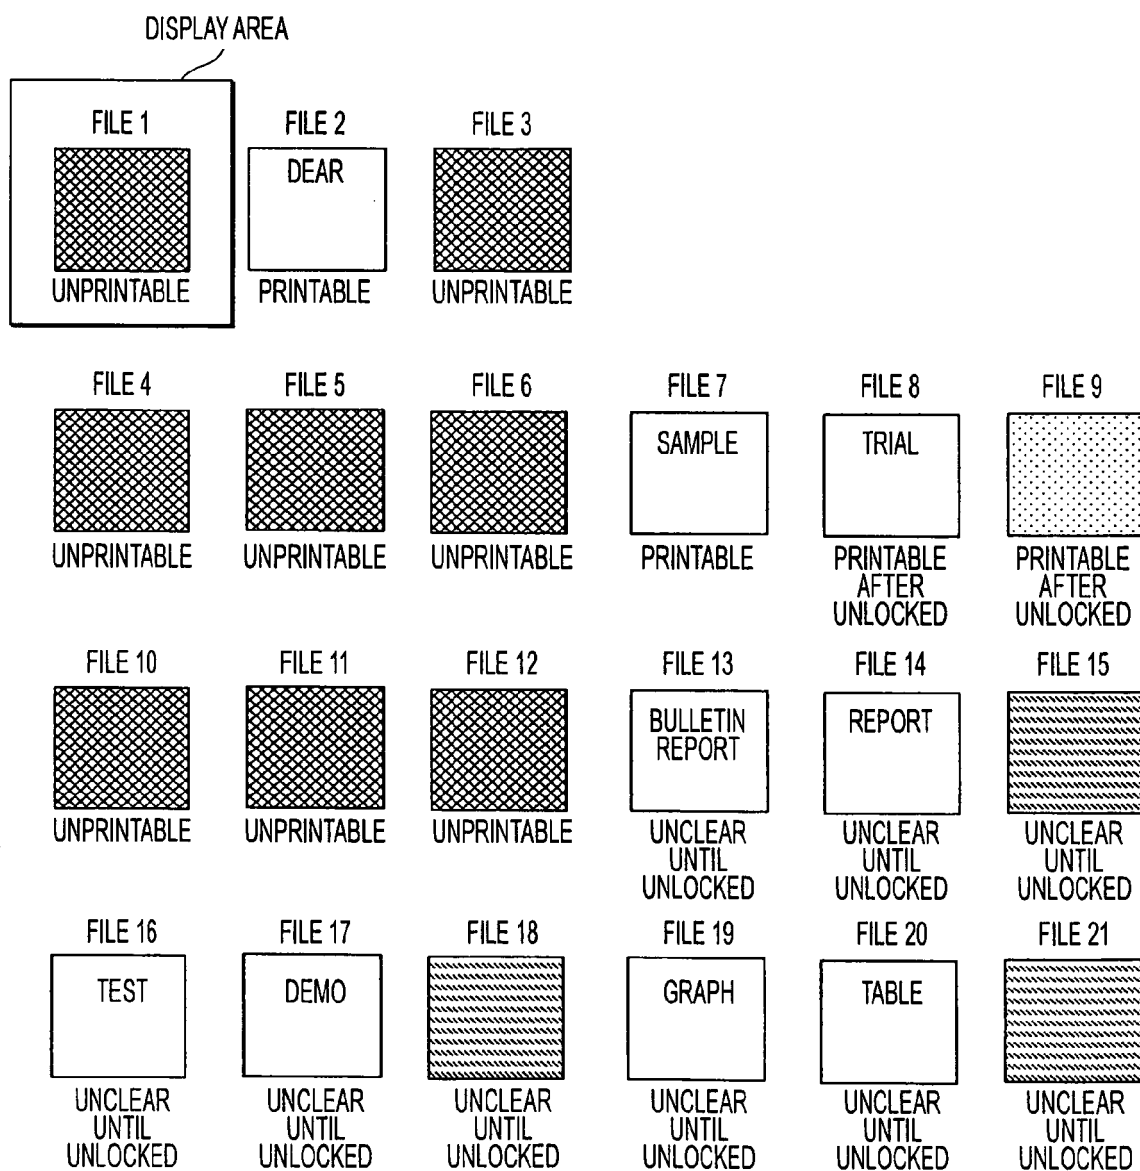 DISPLAY AREA
FILE 1
UNPRINTABLE
FILE 2
DEAR
PRINTABLE
FILE 3
UNPRINTABLE
FILE 4
UNPRINTABLE
FILE 5
UNPRINTABLE
FILE 6
UNPRINTABLE
FILE 7
SAMPLE
PRINTABLE
FILE 8
TRIAL
PRINTABLE
AFTER
UNLOCKED
FILE 9
PRINTABLE
AFTER
UNLOCKED
FILE 10
UNPRINTABLE
FILE 11
UNPRINTABLE
FILE 12
UNPRINTABLE
FILE 13
BULLETIN
REPORT
UNCLEAR
UNTIL
UNLOCKED
FILE 14
REPORT
UNCLEAR
UNTIL
UNLOCKED
FILE 15
UNCLEAR
UNTIL
UNLOCKED
FILE 16
TEST
UNCLEAR
UNTIL
UNLOCKED
FILE 17
DEMO
UNCLEAR
UNTIL
UNLOCKED
FILE 18
UNCLEAR
UNTIL
UNLOCKED
FILE 19
GRAPH
UNCLEAR
UNTIL
UNLOCKED
FILE 20
TABLE
UNCLEAR
UNTIL
UNLOCKED
FILE 21
UNCLEAR
UNTIL
UNLOCKED